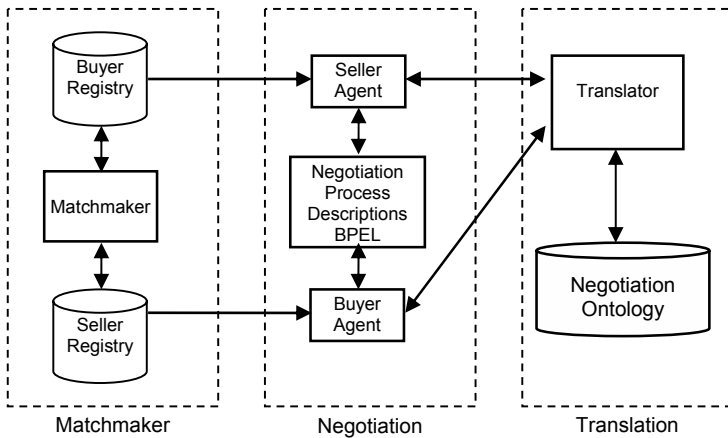 Buyer
Registry
Matchmaker
Seller
Registry
Seller
Agent
Negotiation
Process
Descriptions
BPEL
Buyer
Agent
Translator
Negotiation
Ontology
Matchmaker
Negotiation
Translation